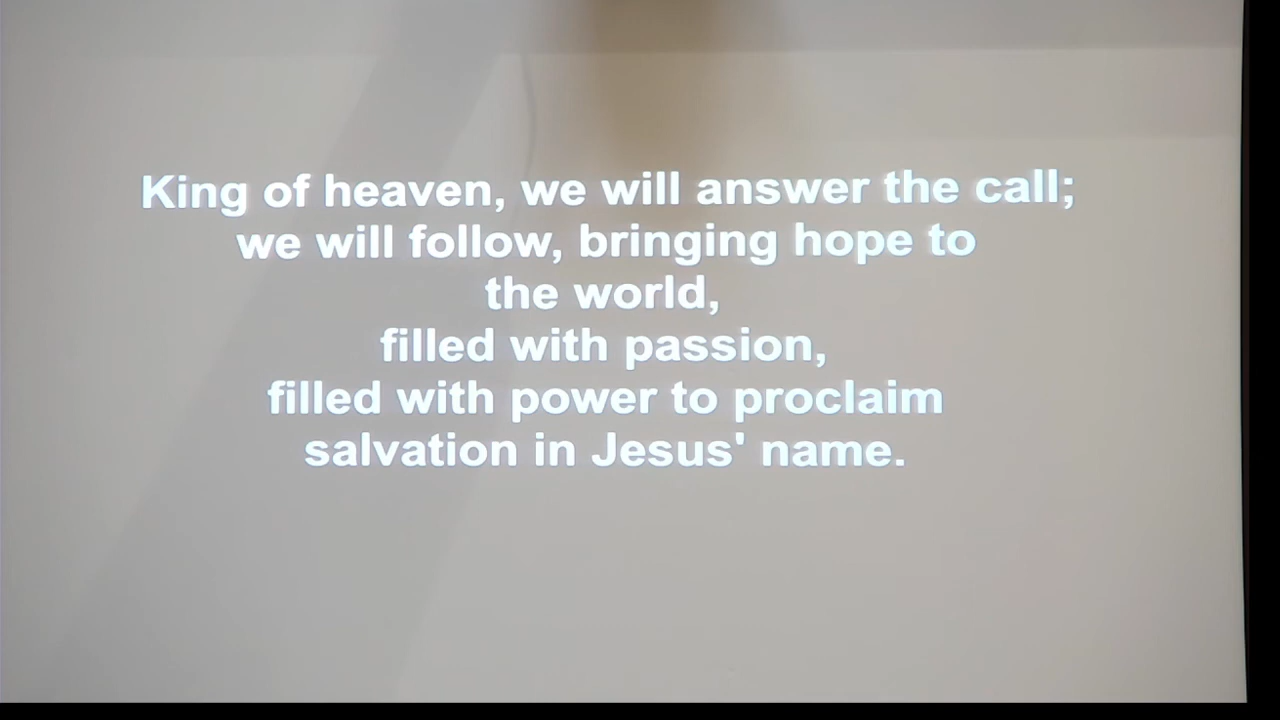 King of heaven, we will answer the call;
we will follow, bringing hope to
the world,
filled with passion,
filled with power to proclaim
salvation in Jesus' name.